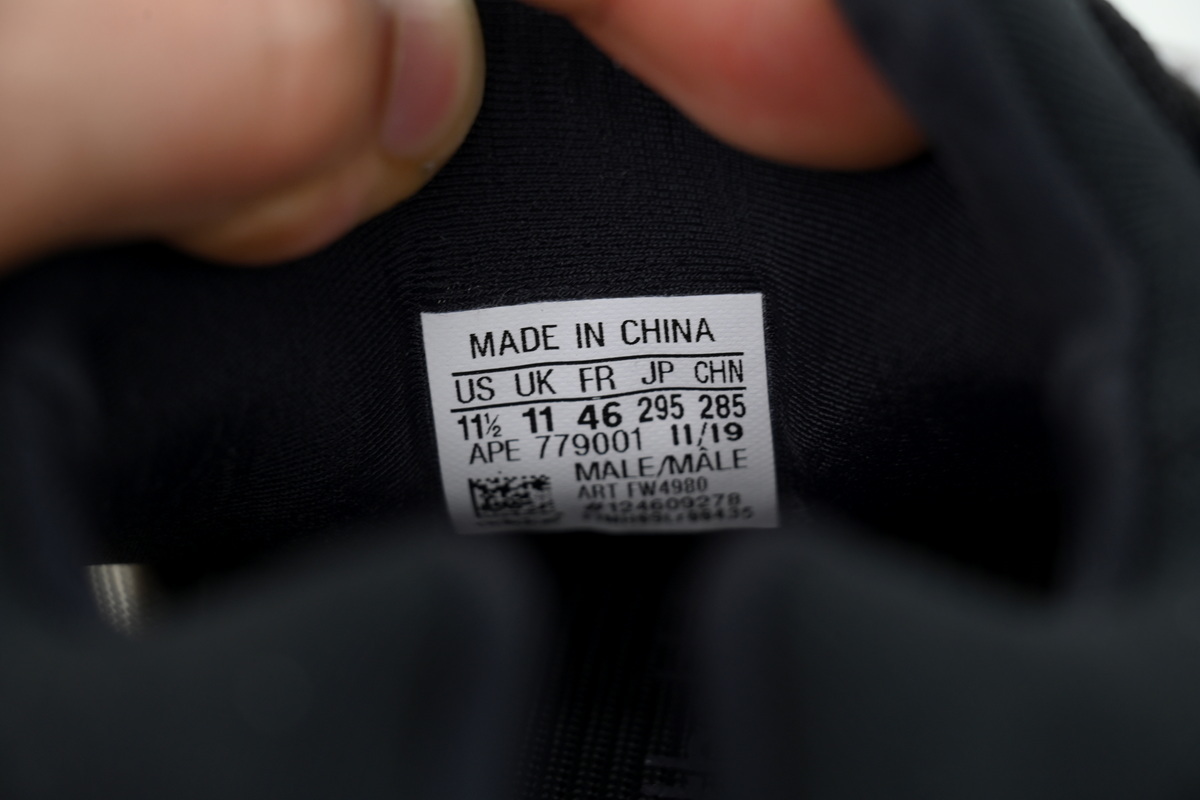 MADE IN CHINA
US UK FR JP CHN
11½ 11 46 295 285
APE 779001 11/19
MALE/MÂLE
ART FW4980
#124609278